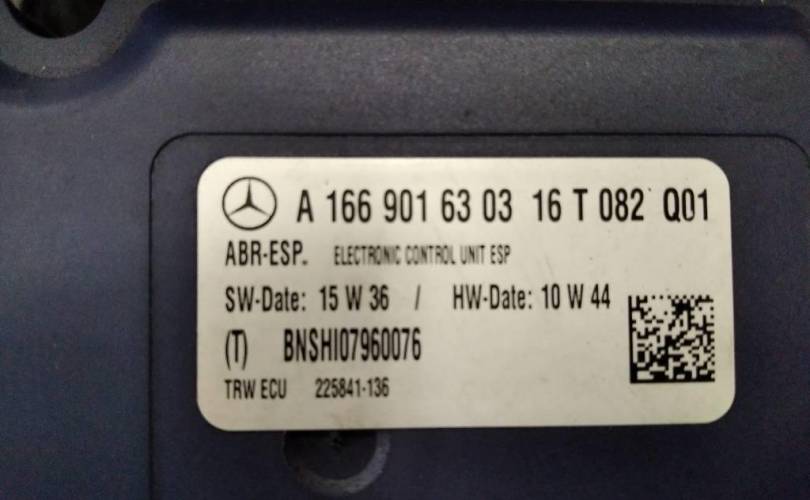 A 166 901 63 03 16 T 082 Q01
ABR-ESP. ELECTRONIC CONTROL UNIT ESP
SW-Date: 15 W 36 / HW-Date: 10 W 44
(T) BNSHI07960076
TRW ECU 225841-136